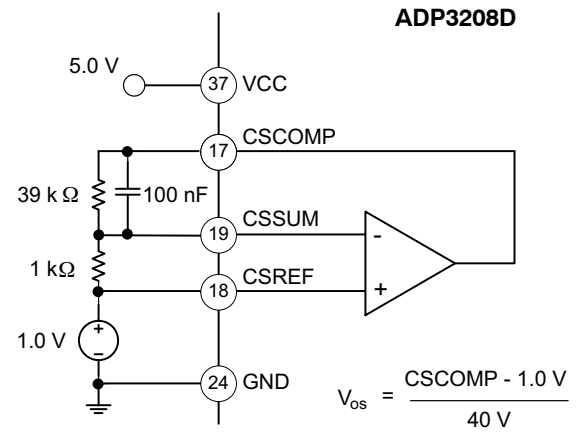 ADP3208D
5.0 V
37 VCC
CSCOMP
17
39 k Ω
100 nF
CSSUM
19
-
1 kΩ
CSREF
18
+
+
1.0 V
-
24 GND
V_os = CSCOMP - 1.0 V
40 V